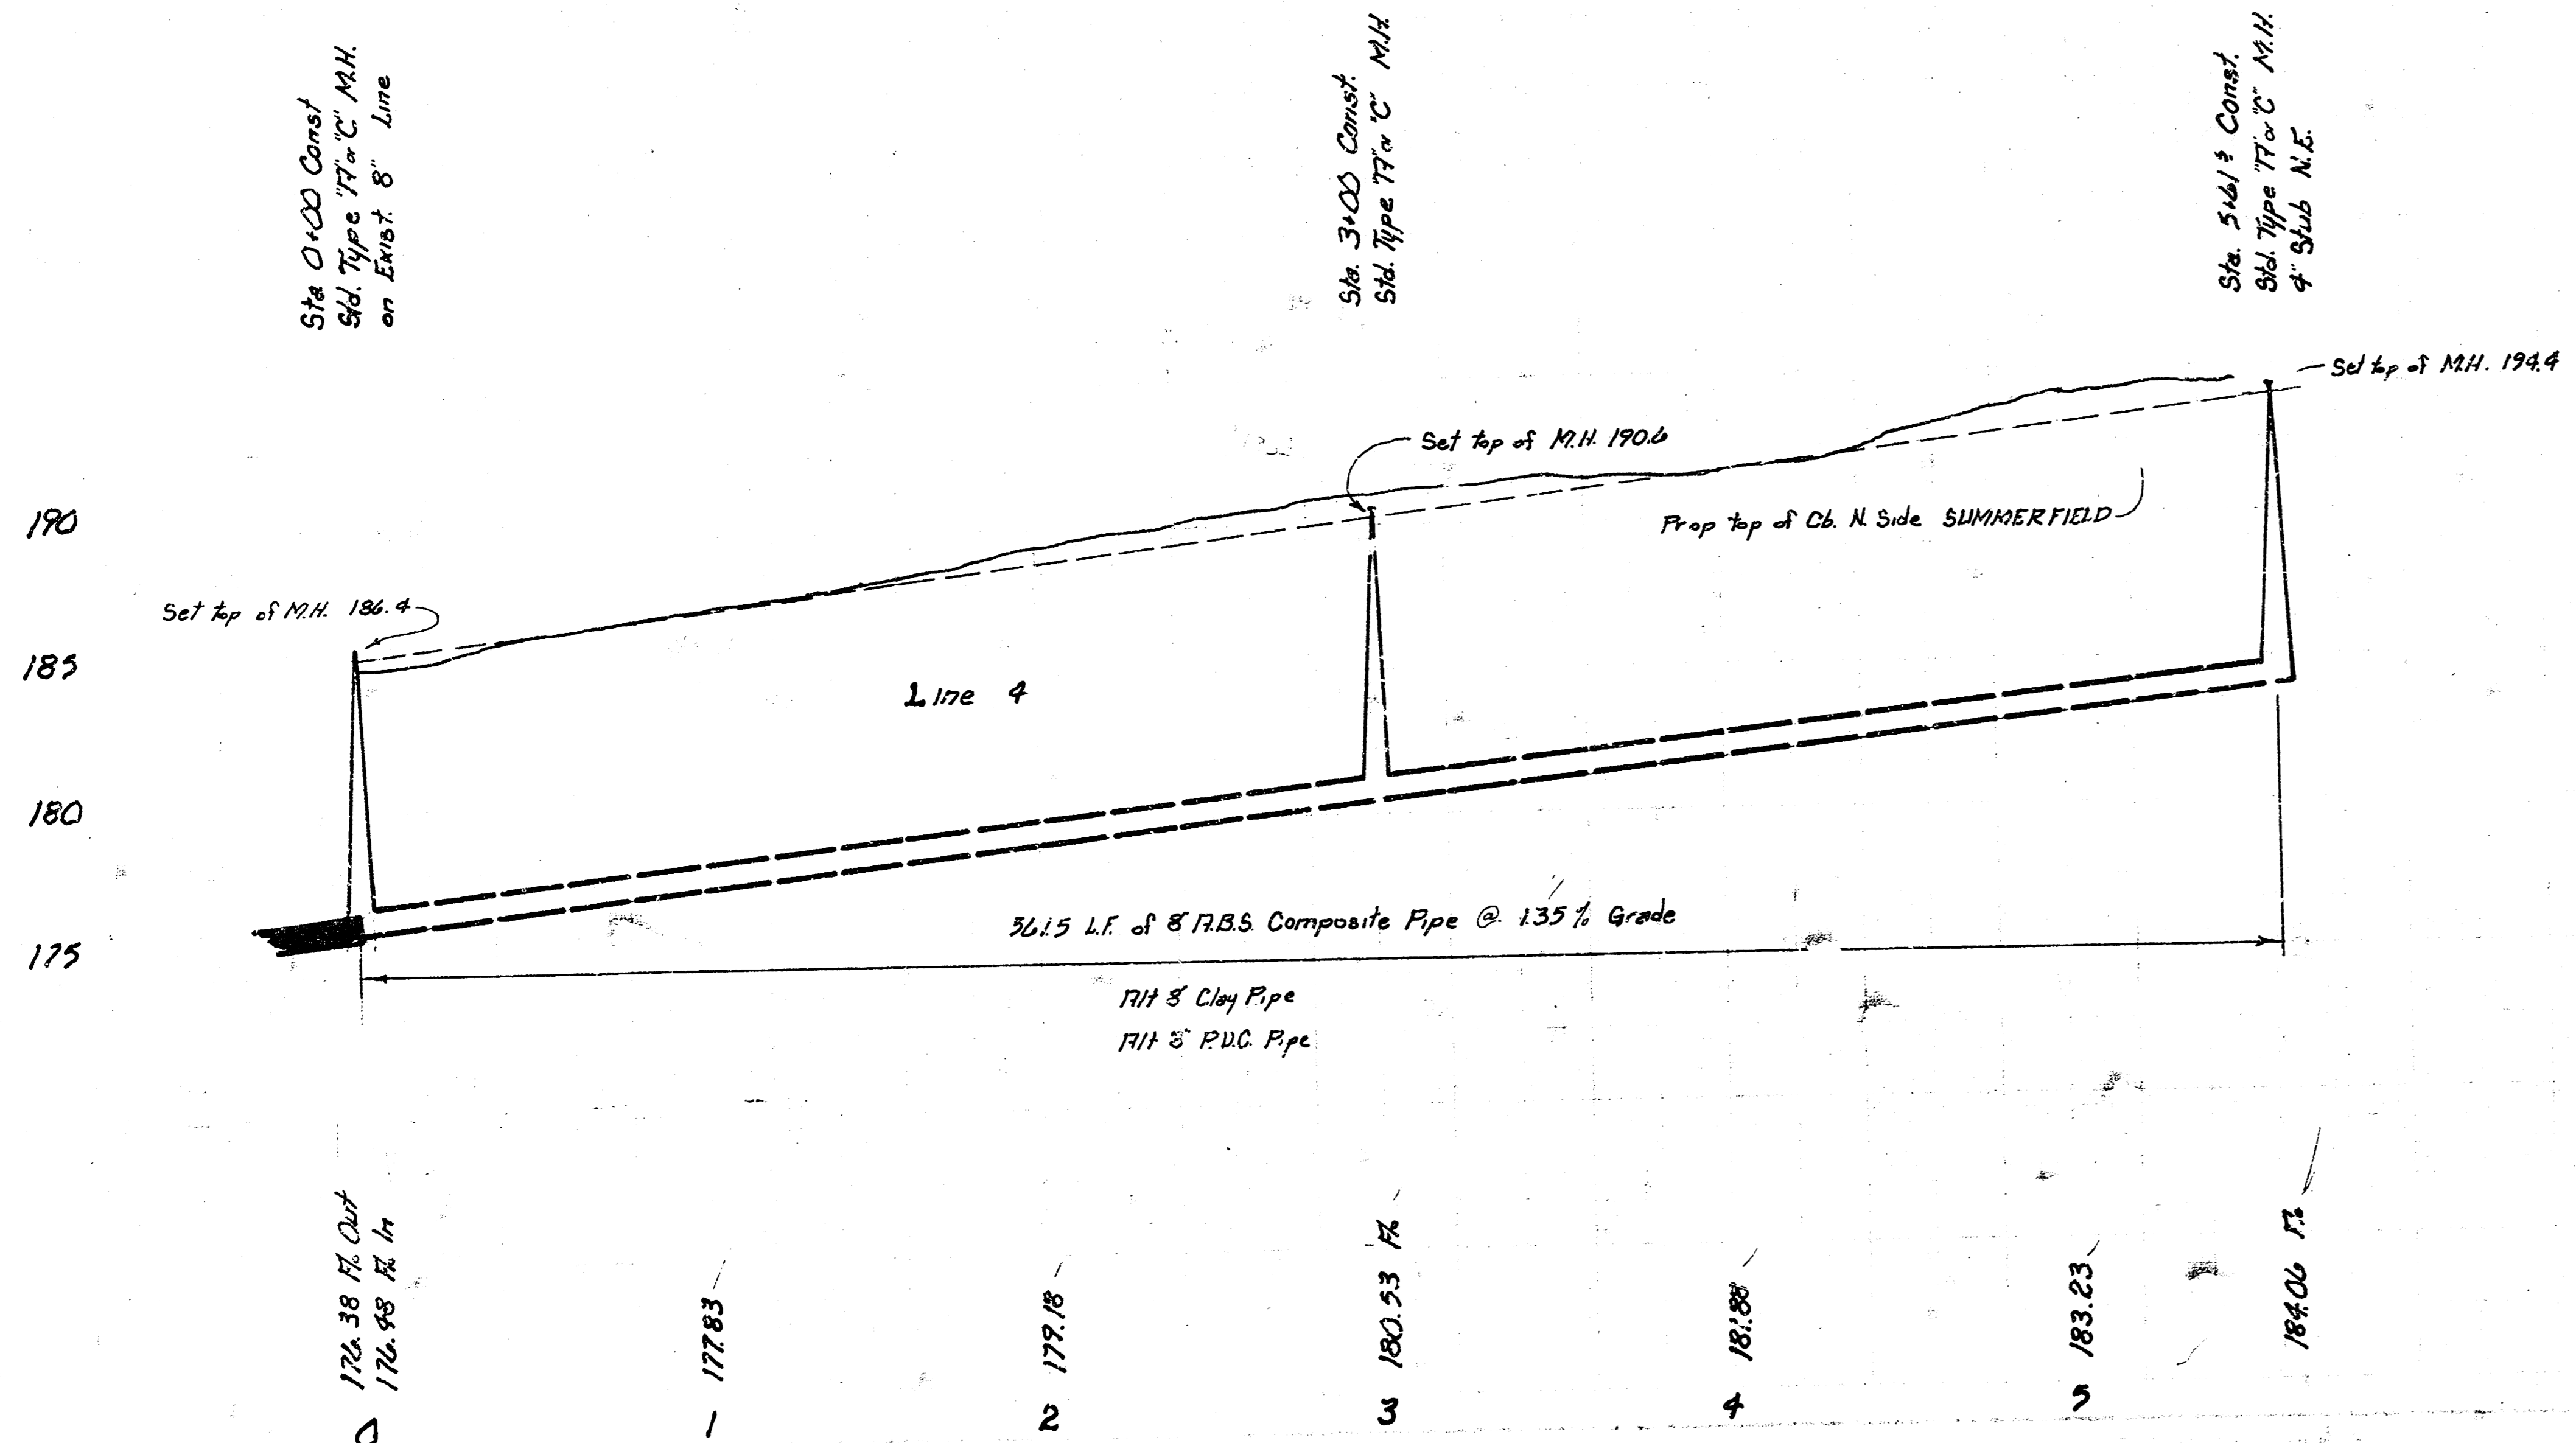 Sta 0+00 Const
Std. Type "A" or "C" M.H.
on Exist. 8" Line
Sta. 3+00 Const.
Std. Type "A" or "C" M.H.
Sta. 5+61⁵ Const.
Std. Type "A" or "C" M.H.
4" Stub N.E.
Set top of M.H. 194.4
Set top of M.H. 190.6
190
Prop top of Cb. N. Side SUMMERFIELD
Set top of M.H. 186.4
185
Line 4
180
561.5 L.F. of 8" A.B.S. Composite Pipe @ 1.35% Grade
175
Alt 8" Clay Pipe
Alt 8" P.V.C. Pipe
176.38 FL Out
176.48 FL In
177.83
179.18
180.53 FL
181.88
183.23
184.06 FL
0
1
2
3
4
5